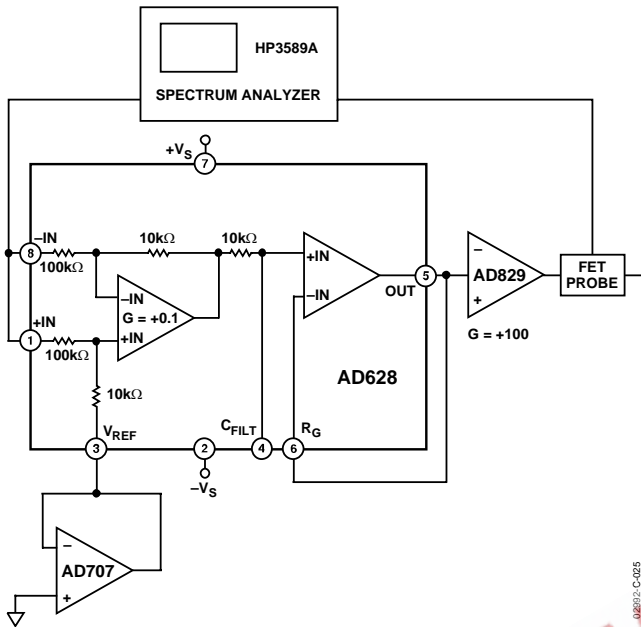 HP3589A
SPECTRUM ANALYZER
+VS
7
–IN
8
100kΩ
10kΩ
10kΩ
–IN
G = +0.1
+IN
+IN
1
100kΩ
10kΩ
+IN
–IN
OUT
5
AD628
–
AD829
+
G = +100
FET
PROBE
VREF
3
2
–VS
CFILT
4
RG
6
–
AD707
+
02992-C-025